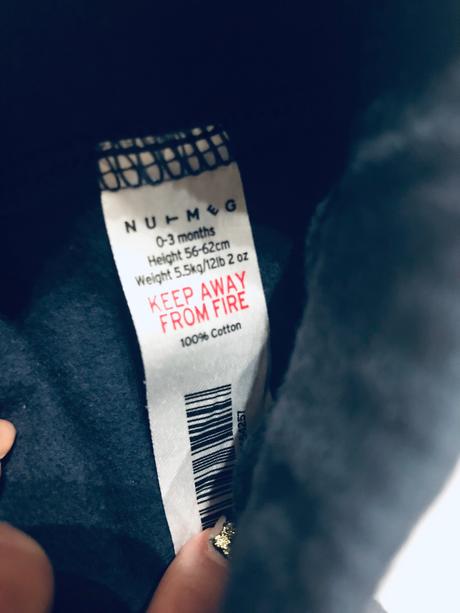 NUTMEG
0-3 months
Height 56-62cm
Weight 5.5kg/12lb 2 oz
KEEP AWAY
FROM FIRE
100% Cotton